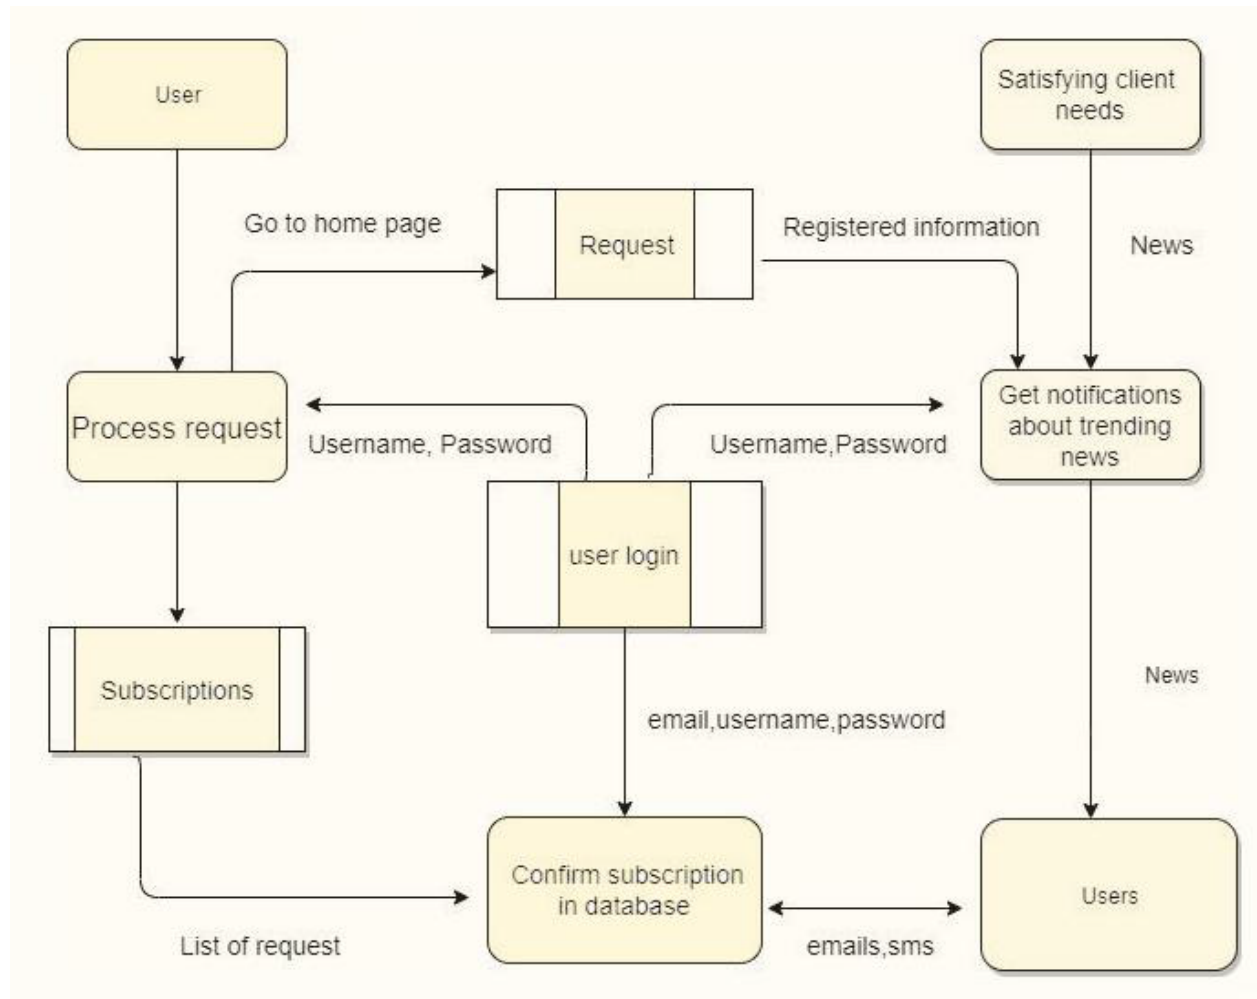 User
Satisfying client
needs
Go to home page
Request
Registered information
News
Process request
Username, Password
Username,Password
Get notifications
about trending
news
user login
Subscriptions
email,username,password
News
Confirm subscription
in database
Users
List of request
emails,sms